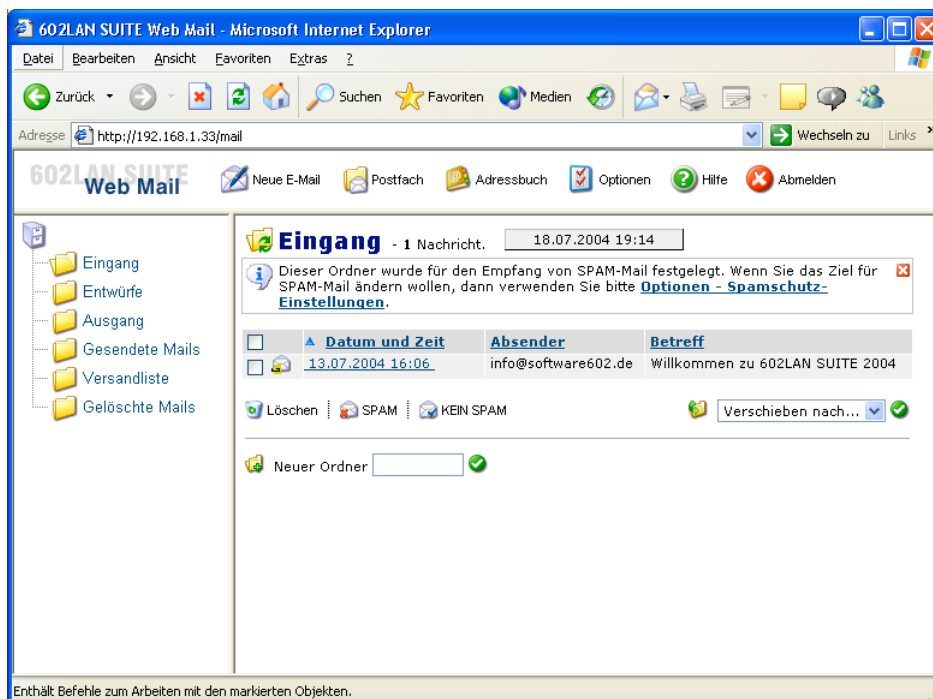 602LAN SUITE Web Mail - Microsoft Internet Explorer
Datei Bearbeiten Ansicht Favoriten Extras ?
Zurück Suchen Favoriten Medien
Adresse http://192.168.1.33/mail Wechseln zu Links »
602LAN SUITE
Web Mail Neue E-Mail Postfach Adressbuch Optionen Hilfe Abmelden
Eingang
Entwürfe
Ausgang
Gesendete Mails
Versandliste
Gelöschte Mails
Eingang - 1 Nachricht. 18.07.2004 19:14
Dieser Ordner wurde für den Empfang von SPAM-Mail festgelegt. Wenn Sie das Ziel für
SPAM-Mail ändern wollen, dann verwenden Sie bitte Optionen - Spamschutz-
Einstellungen.
Datum und Zeit Absender Betreff
13.07.2004 16:06 info@software602.de Willkommen zu 602LAN SUITE 2004
Löschen SPAM KEIN SPAM Verschieben nach...
Neuer Ordner
Enthält Befehle zum Arbeiten mit den markierten Objekten.